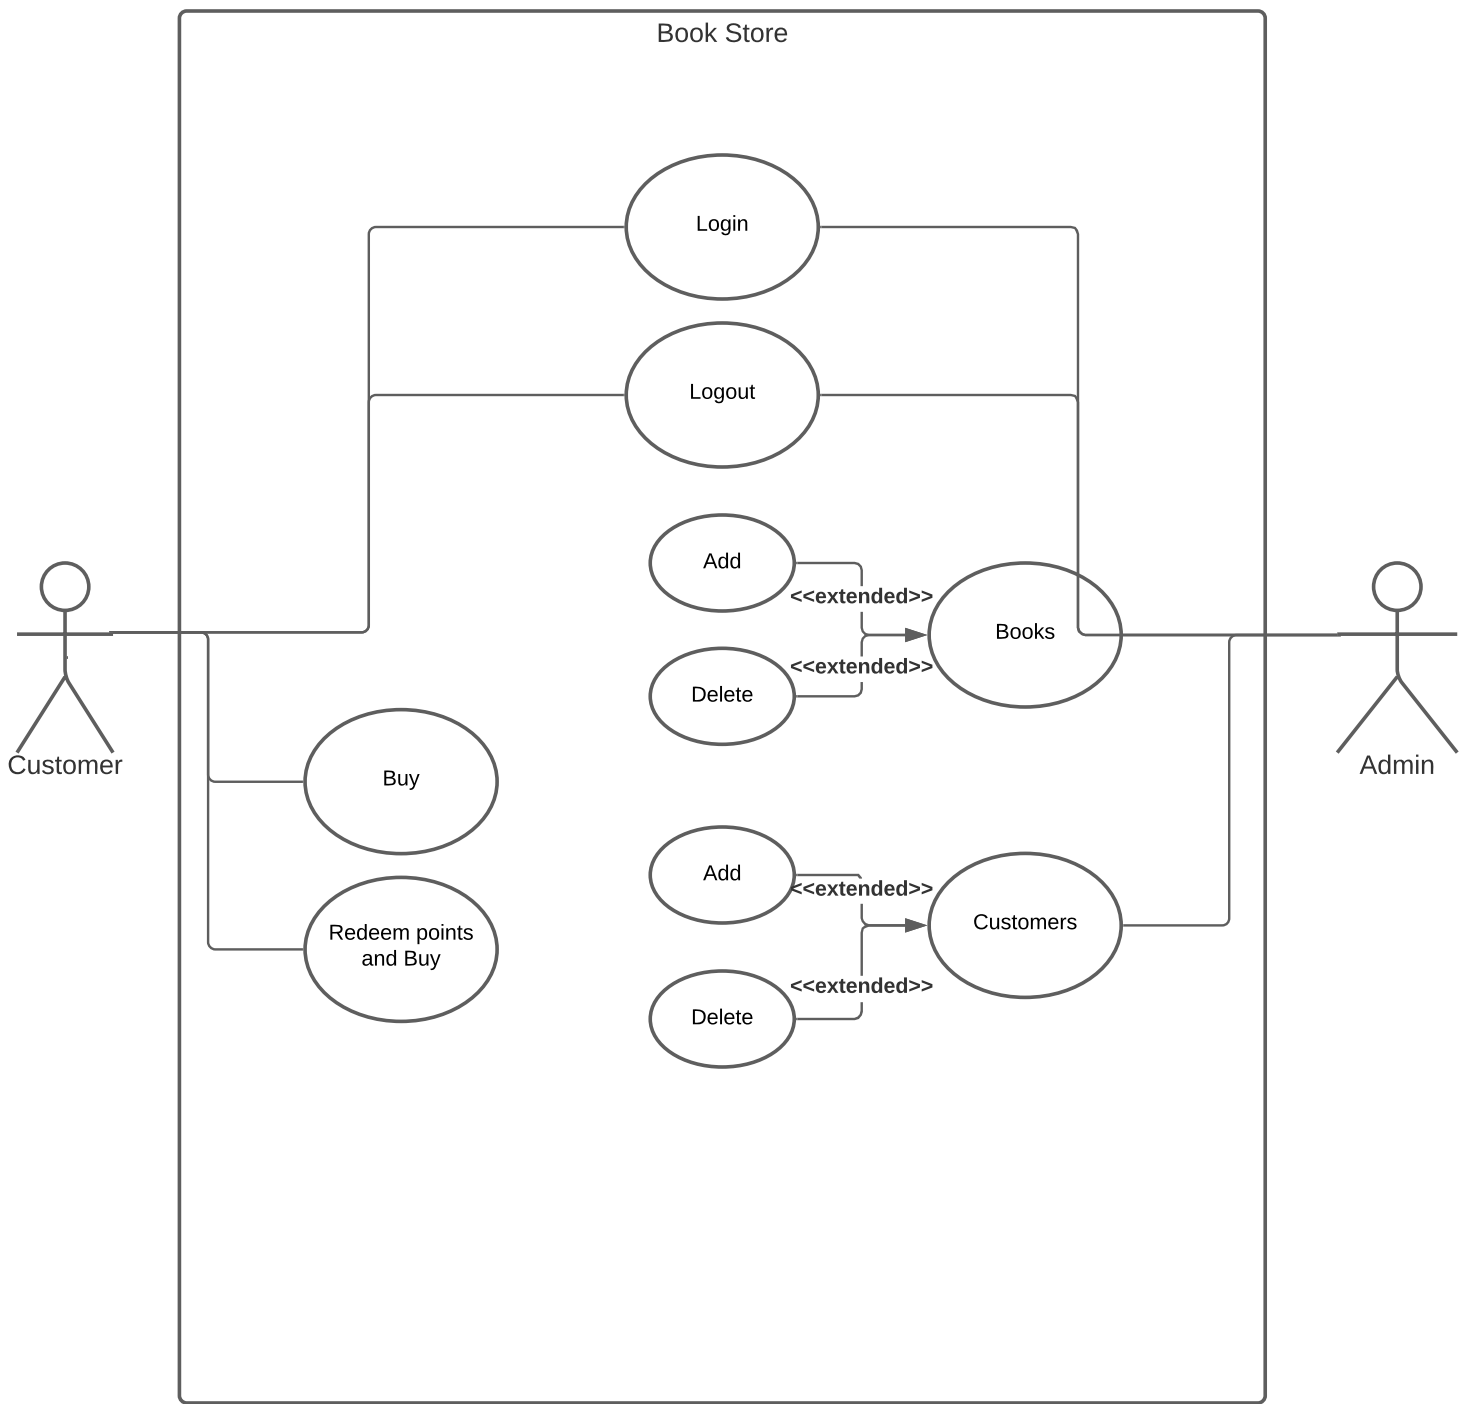 Book Store
Login
Logout
Add
<<extended>>
Books
<<extended>>
Delete
Customer
Admin
Buy
Add
<<extended>>
Customers
Redeem points
and Buy
<<extended>>
Delete